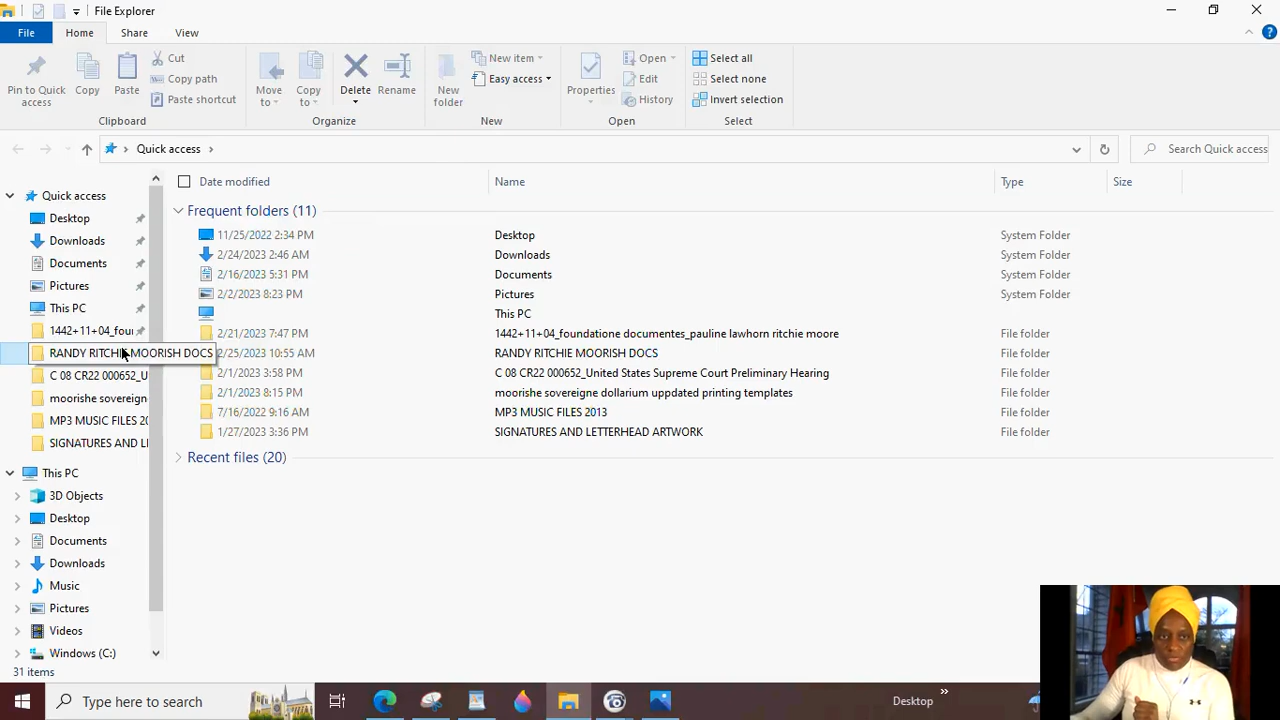 File Explorer
File Home Share View
Pin to Quick access
Copy
Paste
Cut
Copy path
Paste shortcut
Move to
Copy to
Delete
Rename
New folder
New item
Easy access
Properties
Open
Edit
History
Select all
Select none
Invert selection
Clipboard Organize New Open Select
Quick access
Search Quick access
Quick access
Desktop
Downloads
Documents
Pictures
This PC
1442+11+04_four
RANDY RITCHIE MOORISH DOCS
C 08 CR22 000652_U
moorishe sovereign
MP3 MUSIC FILES 20
SIGNATURES AND LE
This PC
3D Objects
Desktop
Documents
Downloads
Music
Pictures
Videos
Windows (C:)
Date modified Name Type Size
Frequent folders (11)
11/25/2022 2:34 PM Desktop System Folder
2/24/2023 2:46 AM Downloads System Folder
2/16/2023 5:31 PM Documents System Folder
2/2/2023 8:23 PM Pictures System Folder
This PC
2/21/2023 7:47 PM 1442+11+04_foundatione documentes_pauline lawhorn ritchie moore File folder
2/25/2023 10:55 AM RANDY RITCHIE MOORISH DOCS File folder
2/1/2023 3:58 PM C 08 CR22 000652_United States Supreme Court Preliminary Hearing File folder
2/1/2023 8:15 PM moorishe sovereigne dollarium uppdated printing templates File folder
7/16/2022 9:16 AM MP3 MUSIC FILES 2013 File folder
1/27/2023 3:36 PM SIGNATURES AND LETTERHEAD ARTWORK File folder
Recent files (20)
31 items
Type here to search
Desktop